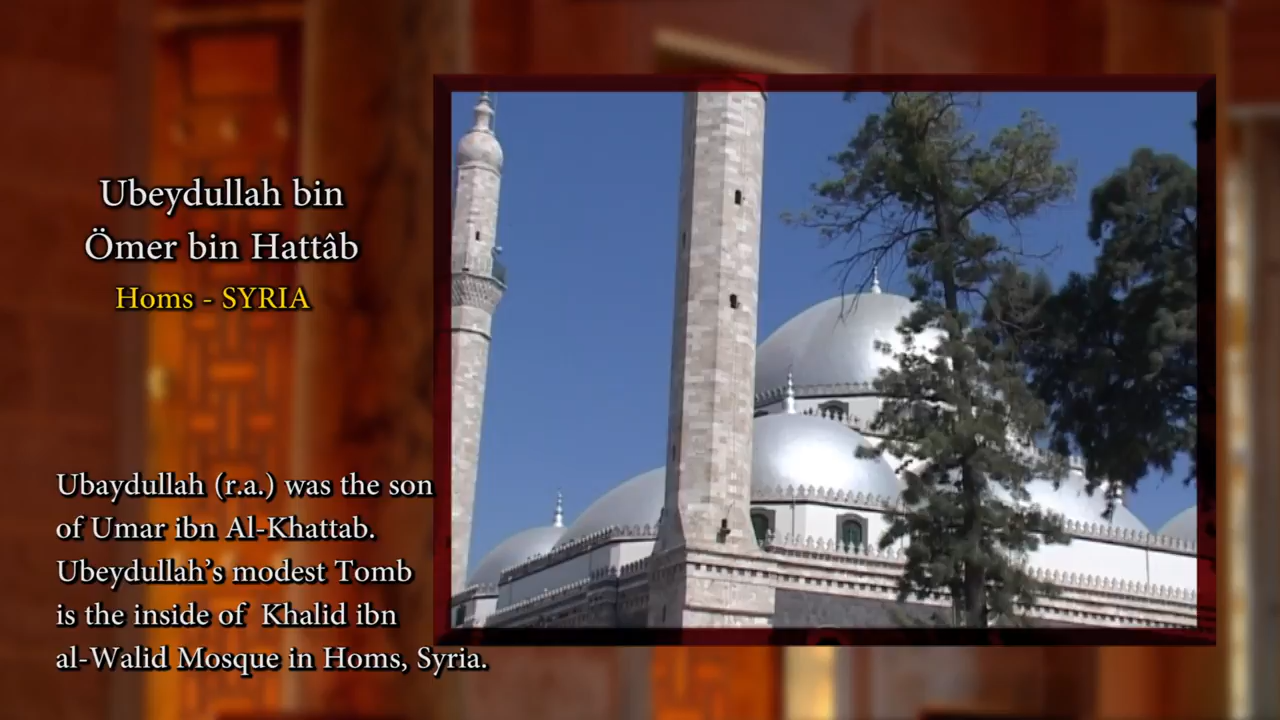 Ubeydullah bin
Ömer bin Hattâb
Homs - SYRIA
Ubaydullah (r.a.) was the son
of Umar ibn Al-Khattab.
Ubeydullah’s modest Tomb
is the inside of Khalid ibn
al-Walid Mosque in Homs, Syria.